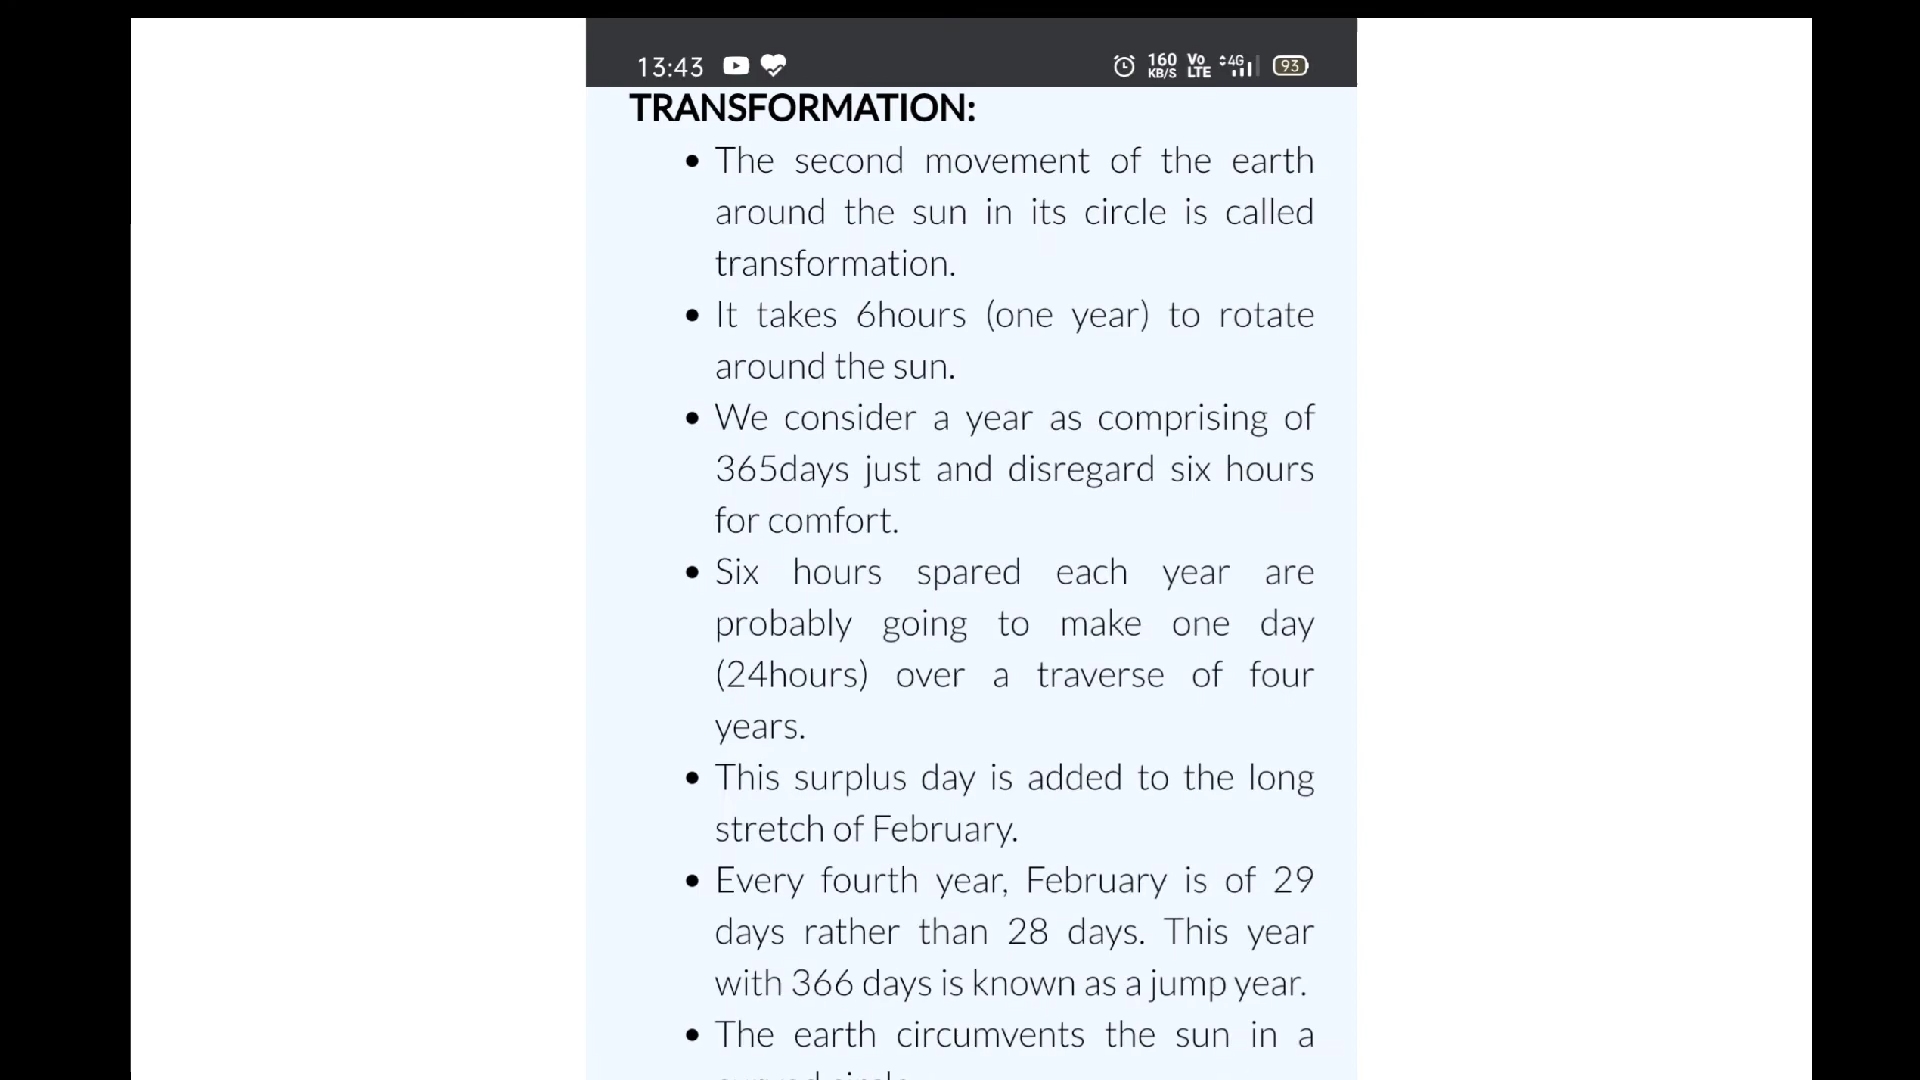 13:43 160 KB/S Vo LTE 4G 93
TRANSFORMATION:
• The second movement of the earth
around the sun in its circle is called
transformation.
• It takes 6hours (one year) to rotate
around the sun.
• We consider a year as comprising of
365days just and disregard six hours
for comfort.
• Six hours spared each year are
probably going to make one day
(24hours) over a traverse of four
years.
• This surplus day is added to the long
stretch of February.
• Every fourth year, February is of 29
days rather than 28 days. This year
with 366 days is known as a jump year.
• The earth circumvents the sun in a